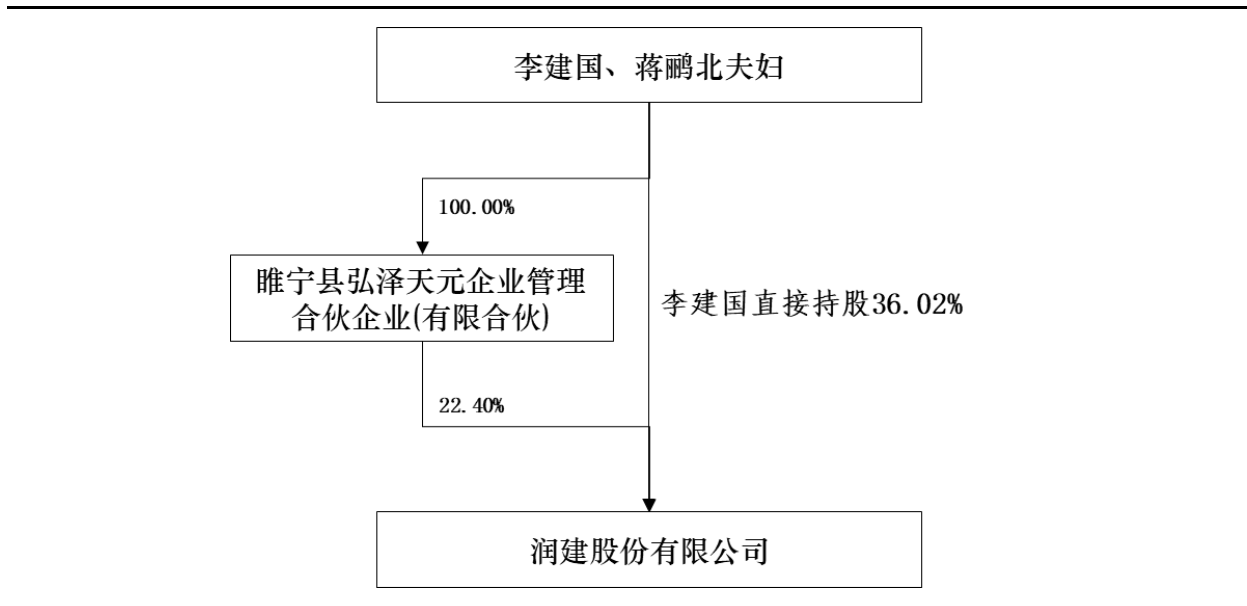 李建国、蒋鹂北夫妇
100.00%
睢宁县弘泽天元企业管理
合伙企业(有限合伙)
李建国直接持股36.02%
22.40%
润建股份有限公司